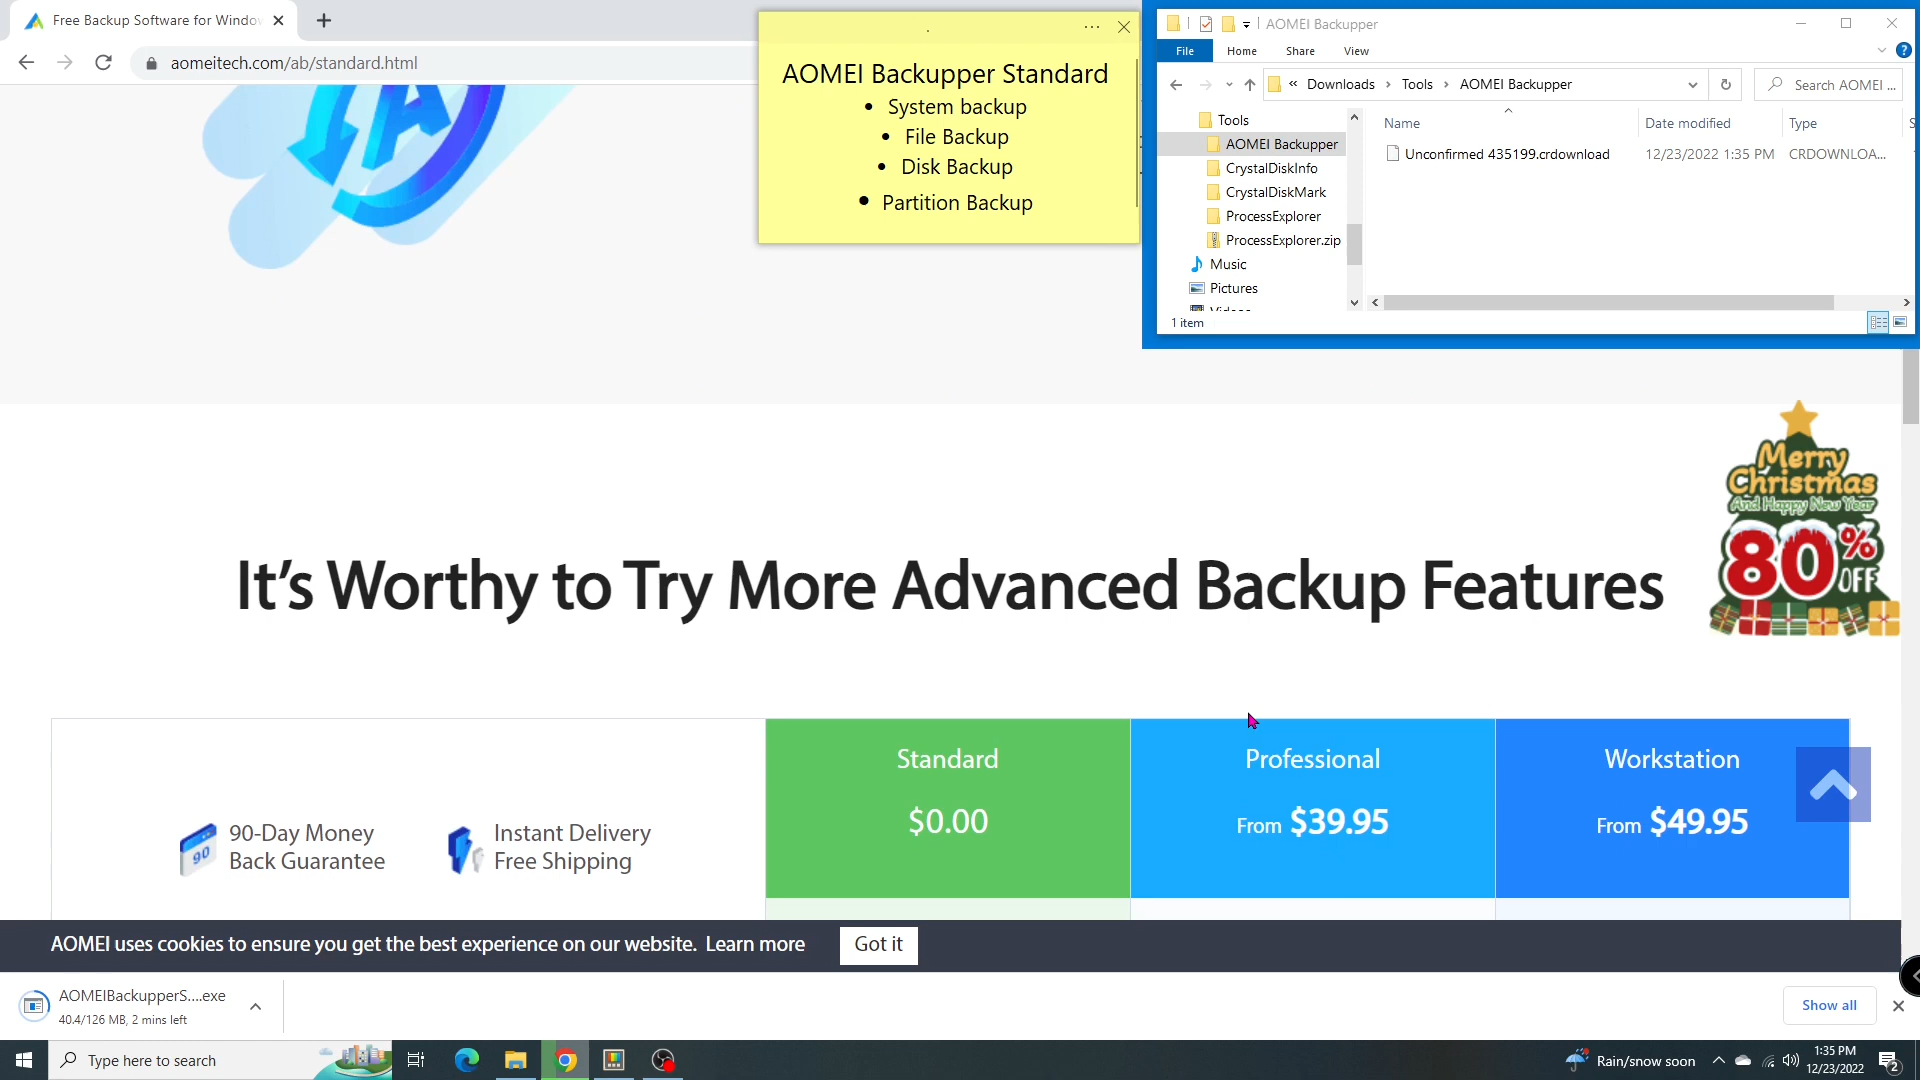 Free Backup Software for Windo
aomeitech.com/ab/standard.html
AOMEI Backupper Standard
• System backup
• File Backup
• Disk Backup
• Partition Backup
AOMEI Backupper
File
Home
Share
View
« Downloads › Tools › AOMEI Backupper
Search AOMEI ...
Tools
AOMEI Backupper
CrystalDiskInfo
CrystalDiskMark
ProcessExplorer
ProcessExplorer.zip
Music
Pictures
Videos
Name
Date modified
Type
S
Unconfirmed 435199.crdownload
12/23/2022 1:35 PM
CRDOWNLOA...
1 item
Merry
Christmas
And Happy New Year
80%
OFF
It's Worthy to Try More Advanced Backup Features
90
90-Day Money
Back Guarantee
Instant Delivery
Free Shipping
Standard
$0.00
Professional
From $39.95
Workstation
From $49.95
AOMEI uses cookies to ensure you get the best experience on our website. Learn more
Got it
AOMEIBackupperS....exe
40.4/126 MB, 2 mins left
Show all
Type here to search
Rain/snow soon
1:35 PM
12/23/2022
2